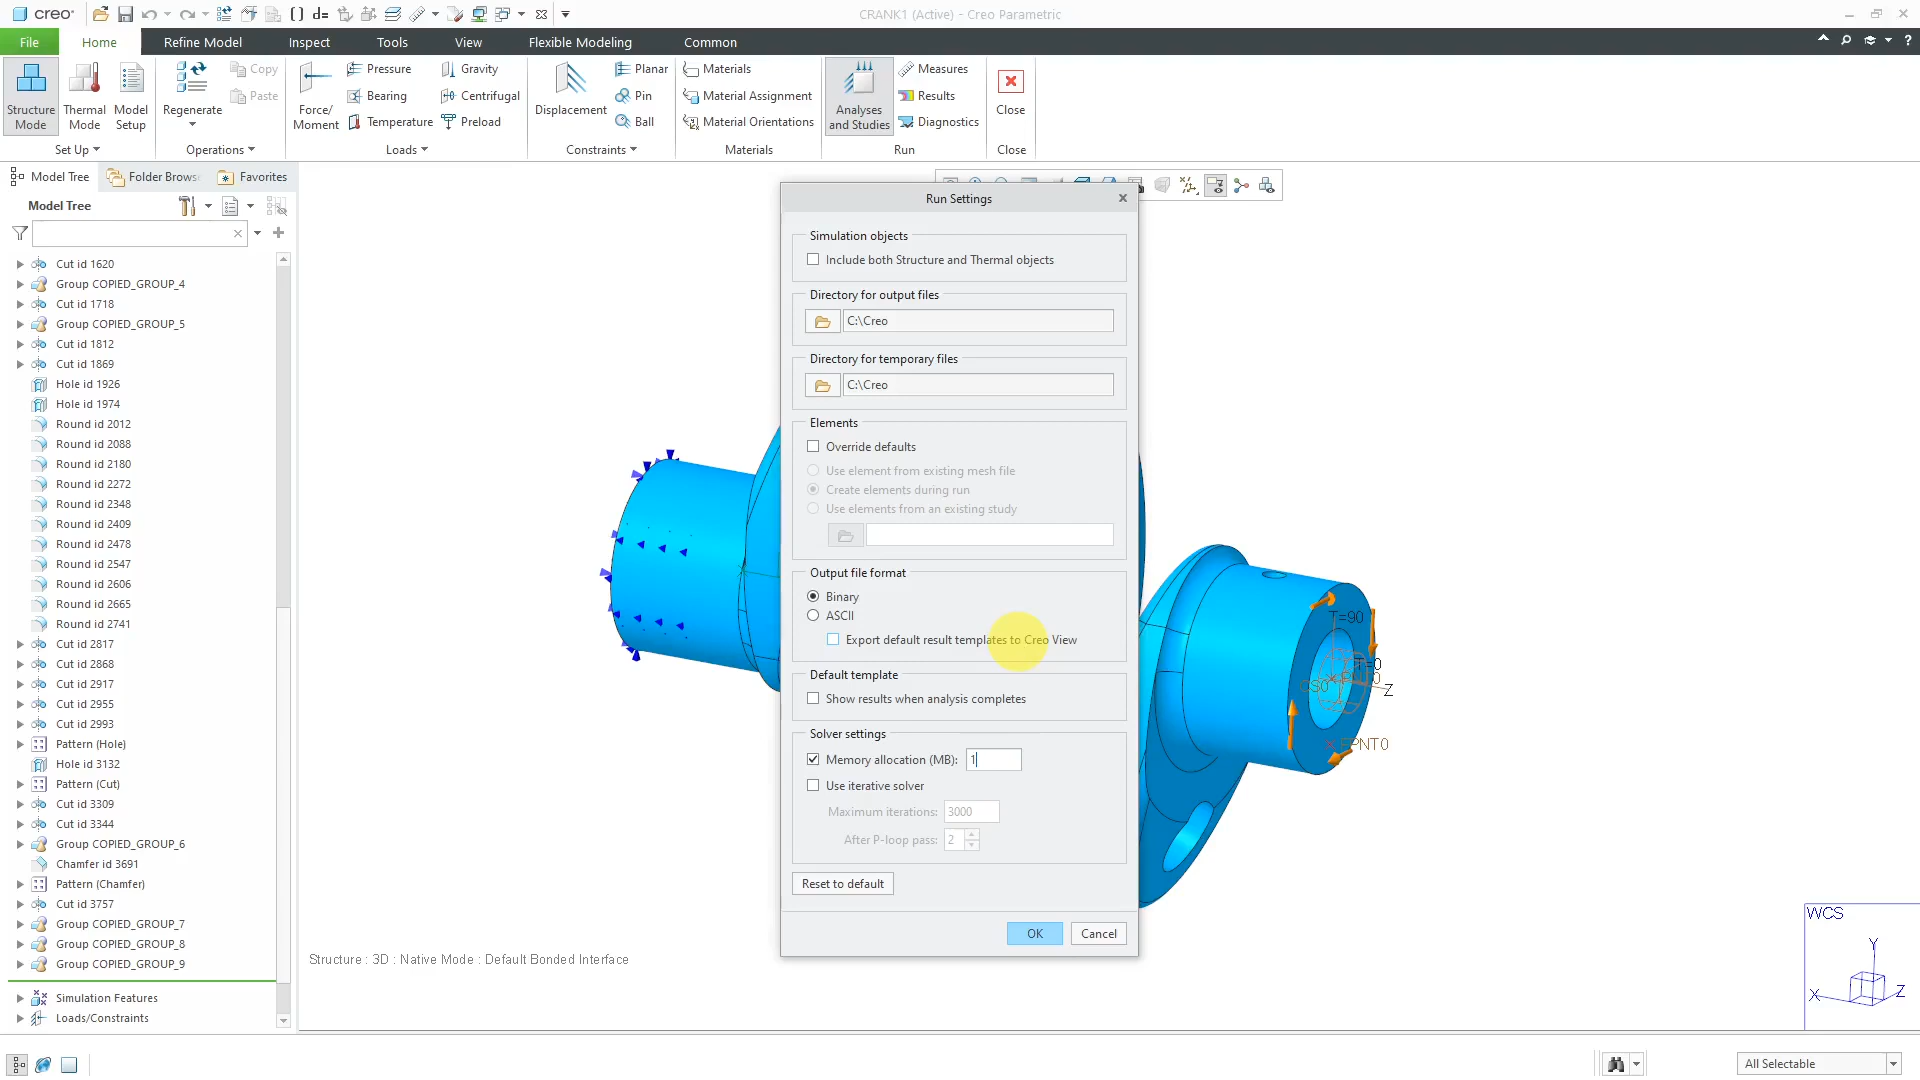 creo
CRANK1 (Active) - Creo Parametric
File
Home
Refine Model
Inspect
Tools
View
Flexible Modeling
Common
Structure Mode
Thermal Mode
Model Setup
Set Up
Regenerate
Copy
Paste
Operations
Force/ Moment
Pressure
Bearing
Temperature
Gravity
Centrifugal
Preload
Loads
Displacement
Planar
Pin
Ball
Constraints
Materials
Material Assignment
Material Orientations
Materials
Analyses and Studies
Measures
Results
Diagnostics
Run
Close
Close
Model Tree
Folder Brows
Favorites
Model Tree
Cut id 1620
Group COPIED_GROUP_4
Cut id 1718
Group COPIED_GROUP_5
Cut id 1812
Cut id 1869
Hole id 1926
Hole id 1974
Round id 2012
Round id 2088
Round id 2180
Round id 2272
Round id 2348
Round id 2409
Round id 2478
Round id 2547
Round id 2606
Round id 2665
Round id 2741
Cut id 2817
Cut id 2868
Cut id 2917
Cut id 2955
Cut id 2993
Pattern (Hole)
Hole id 3132
Pattern (Cut)
Cut id 3309
Cut id 3344
Group COPIED_GROUP_6
Chamfer id 3691
Pattern (Chamfer)
Cut id 3757
Group COPIED_GROUP_7
Group COPIED_GROUP_8
Group COPIED_GROUP_9
Simulation Features
Loads/Constraints
Run Settings
Simulation objects
Include both Structure and Thermal objects
Directory for output files
C:\Creo
Directory for temporary files
C:\Creo
Elements
Override defaults
Use element from existing mesh file
Create elements during run
Use elements from an existing study
Output file format
Binary
ASCII
Export default result templates to Creo View
Default template
Show results when analysis completes
Solver settings
Memory allocation (MB): 1
Use iterative solver
Maximum iterations: 3000
After P-loop pass: 2
Reset to default
OK
Cancel
T=90
T=0
CS0
Z
PNT0
Structure : 3D : Native Mode : Default Bonded Interface
WCS
Y
X
Z
All Selectable